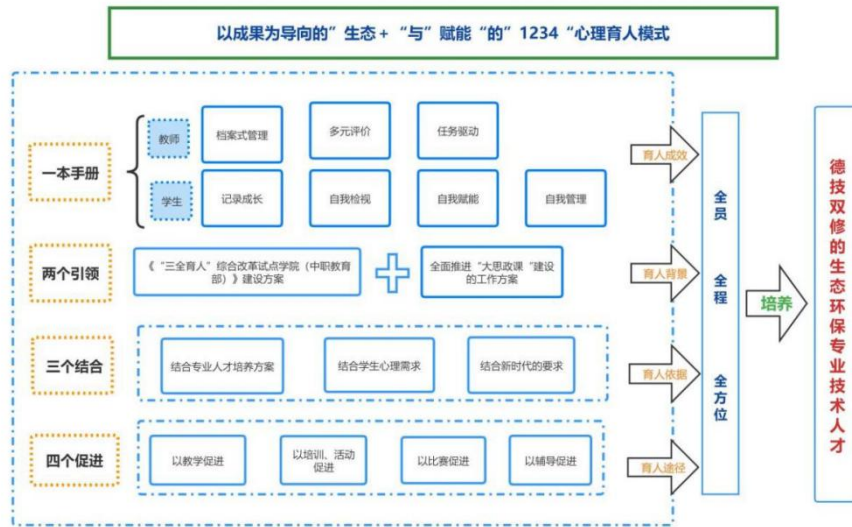 以成果为导向的”生态+“与”赋能“的”1234“心理育人模式
一本手册
教师
档案式管理
多元评价
任务驱动
学生
记录成长
自我检视
自我赋能
自我管理
育人成效
两个引领
《“三全育人”综合改革试点学院（中职教育
部）》建设方案
全面推进“大思政课“建设
的工作方案
育人背景
三个结合
结合专业人才培养方案
结合学生心理需求
结合新时代的要求
育人依据
四个促进
以教学促进
以培训、活动
促进
以比赛促进
以辅导促进
育人途径
全员
全程
全方位
培养
德技双修的生态环保专业技术人才